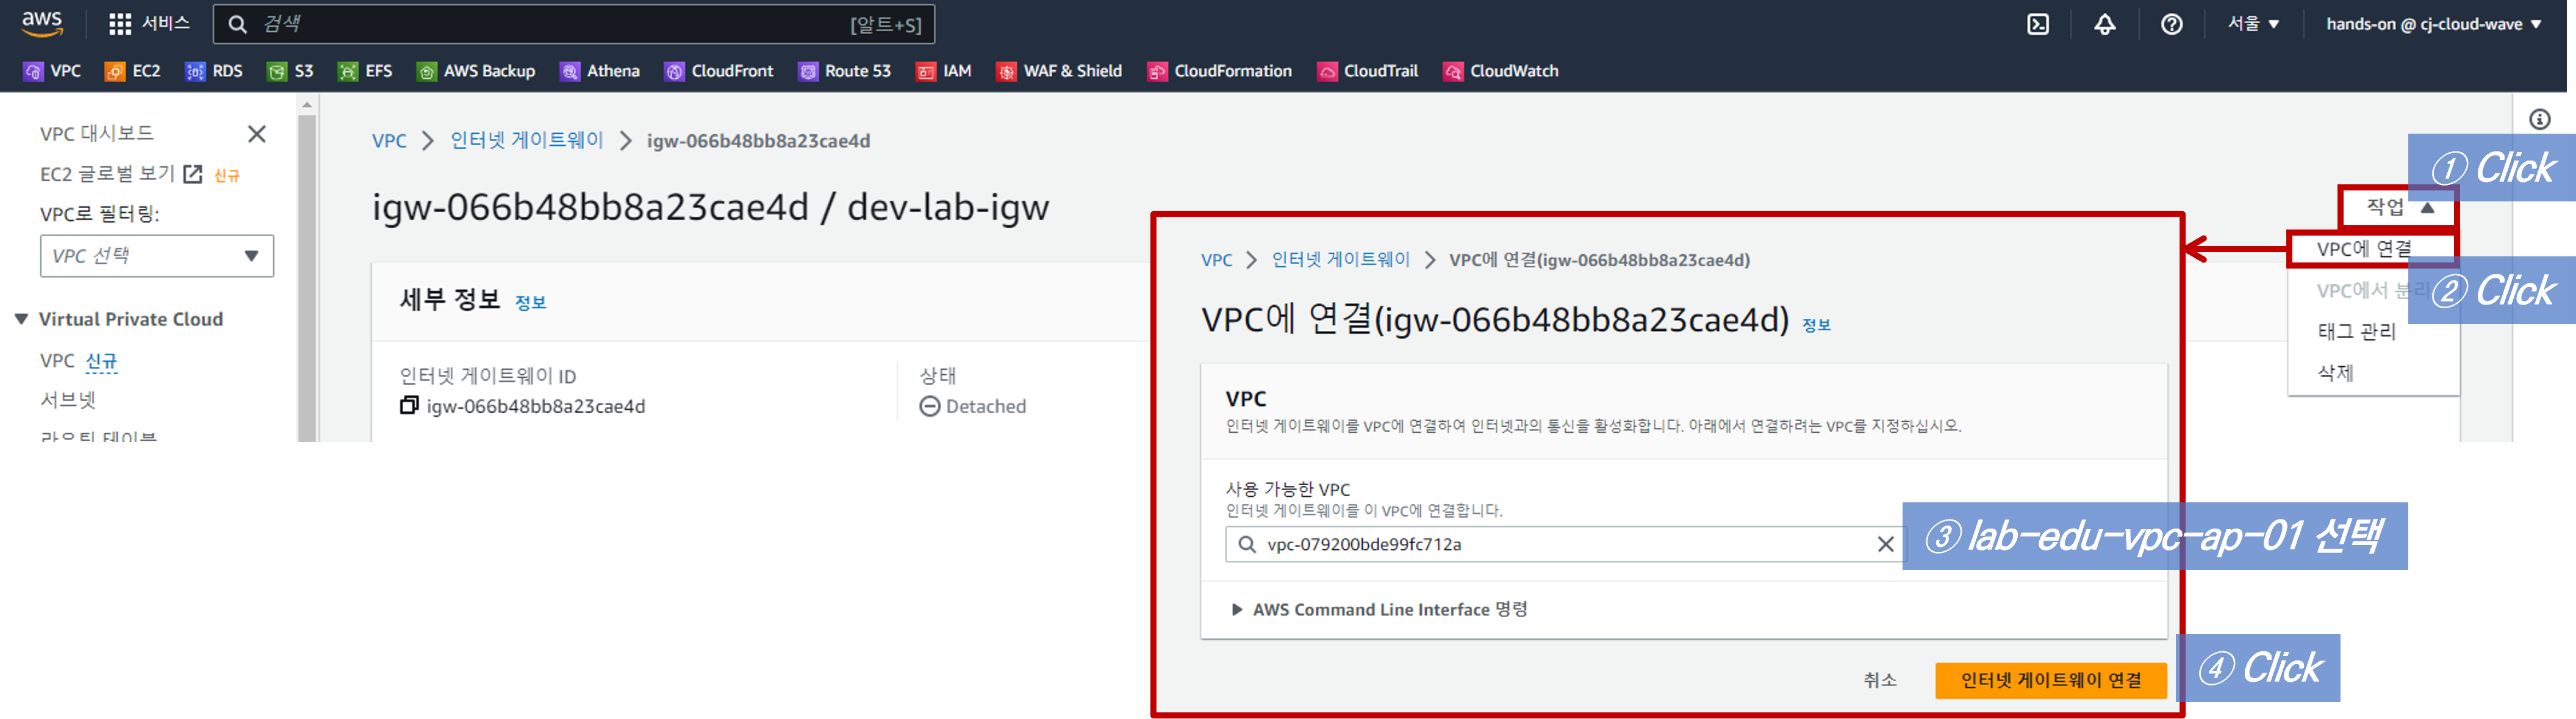 aws
서비스
검색
[알트+S]
서울 ▼
hands-on @ cj-cloud-wave ▼
VPC
EC2
RDS
S3
EFS
AWS Backup
Athena
CloudFront
Route 53
IAM
WAF & Shield
CloudFormation
CloudTrail
CloudWatch
VPC 대시보드
EC2 글로벌 보기 신규
VPC로 필터링:
VPC 선택
Virtual Private Cloud
VPC 신규
서브넷
라우팅 테이블
VPC > 인터넷 게이트웨이 > igw-066b48bb8a23cae4d
igw-066b48bb8a23cae4d / dev-lab-igw
세부 정보 정보
인터넷 게이트웨이 ID
igw-066b48bb8a23cae4d
상태
Detached
① Click
작업 ▲
VPC에 연결
② Click
VPC에서 분리
태그 관리
삭제
VPC > 인터넷 게이트웨이 > VPC에 연결(igw-066b48bb8a23cae4d)
VPC에 연결(igw-066b48bb8a23cae4d) 정보
VPC
인터넷 게이트웨이를 VPC에 연결하여 인터넷과의 통신을 활성화합니다. 아래에서 연결하려는 VPC를 지정하십시오.
사용 가능한 VPC
인터넷 게이트웨이를 이 VPC에 연결합니다.
vpc-079200bde99fc712a
③ lab-edu-vpc-ap-01 선택
AWS Command Line Interface 명령
취소
인터넷 게이트웨이 연결
④ Click